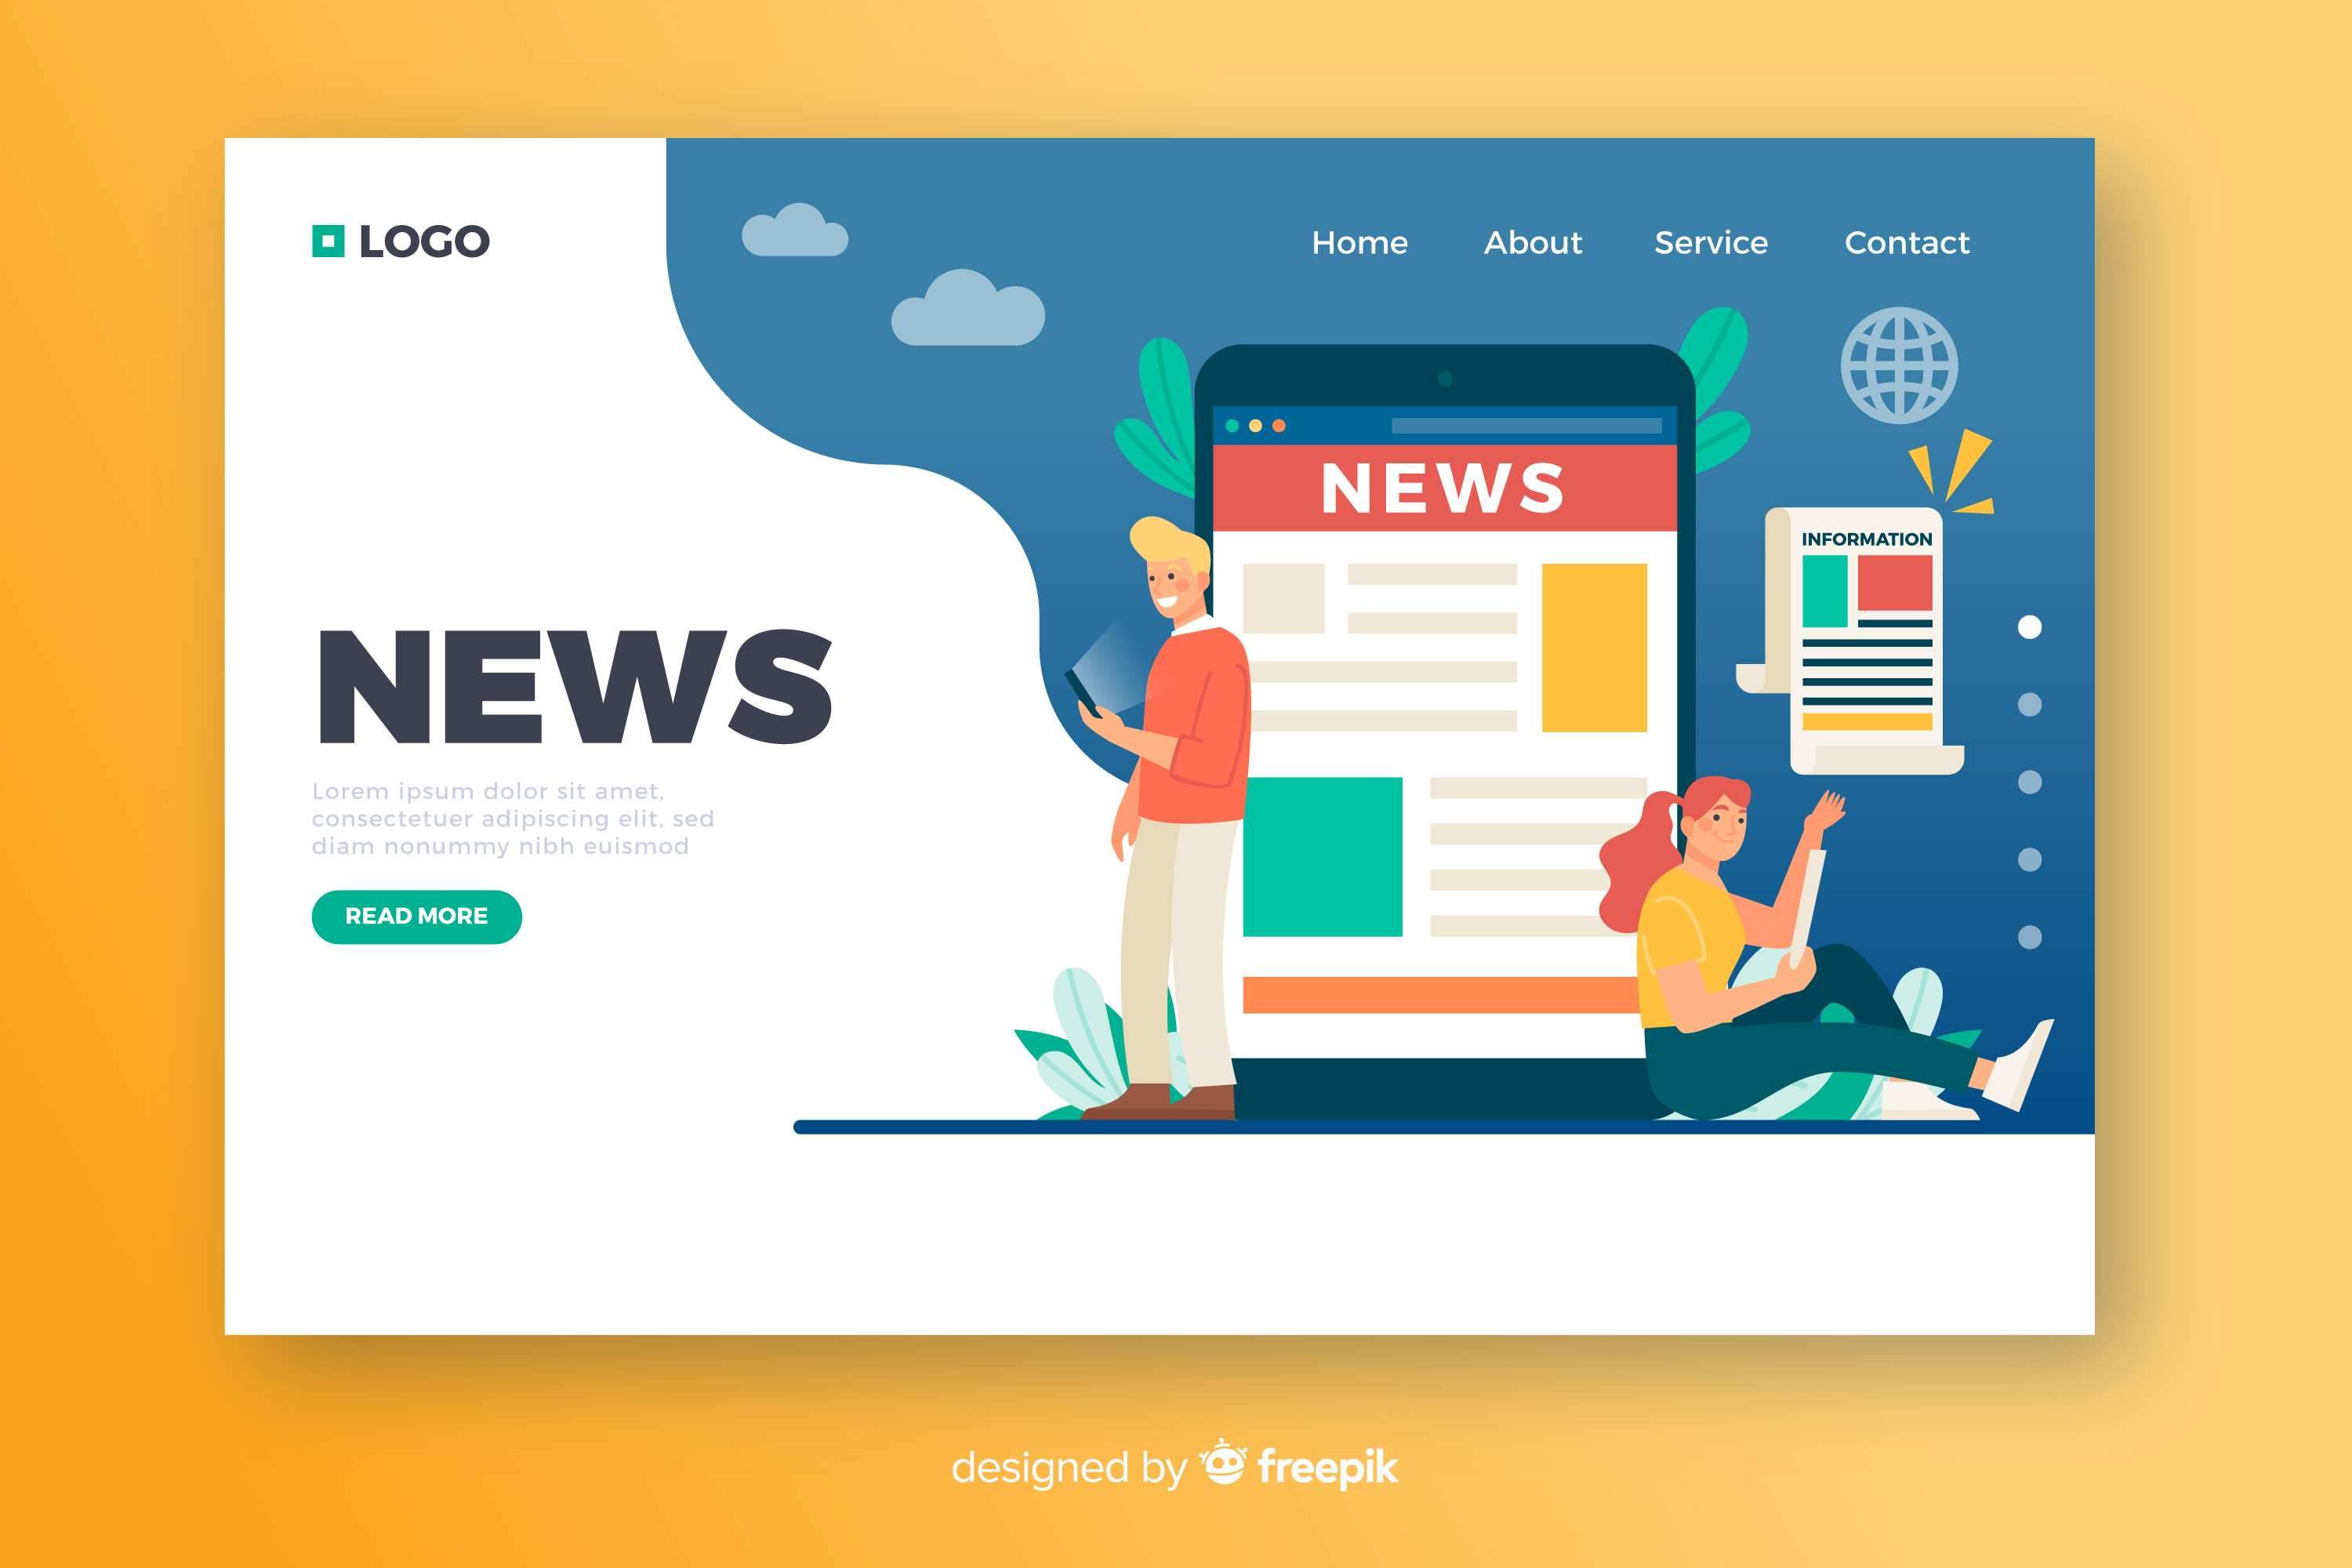 LOGO
Home About Service Contact
NEWS
INFORMATION
NEWS
Lorem ipsum dolor sit amet,
consectetuer adipiscing elit, sed
diam nonummy nibh euismod
READ MORE
designed by freepik